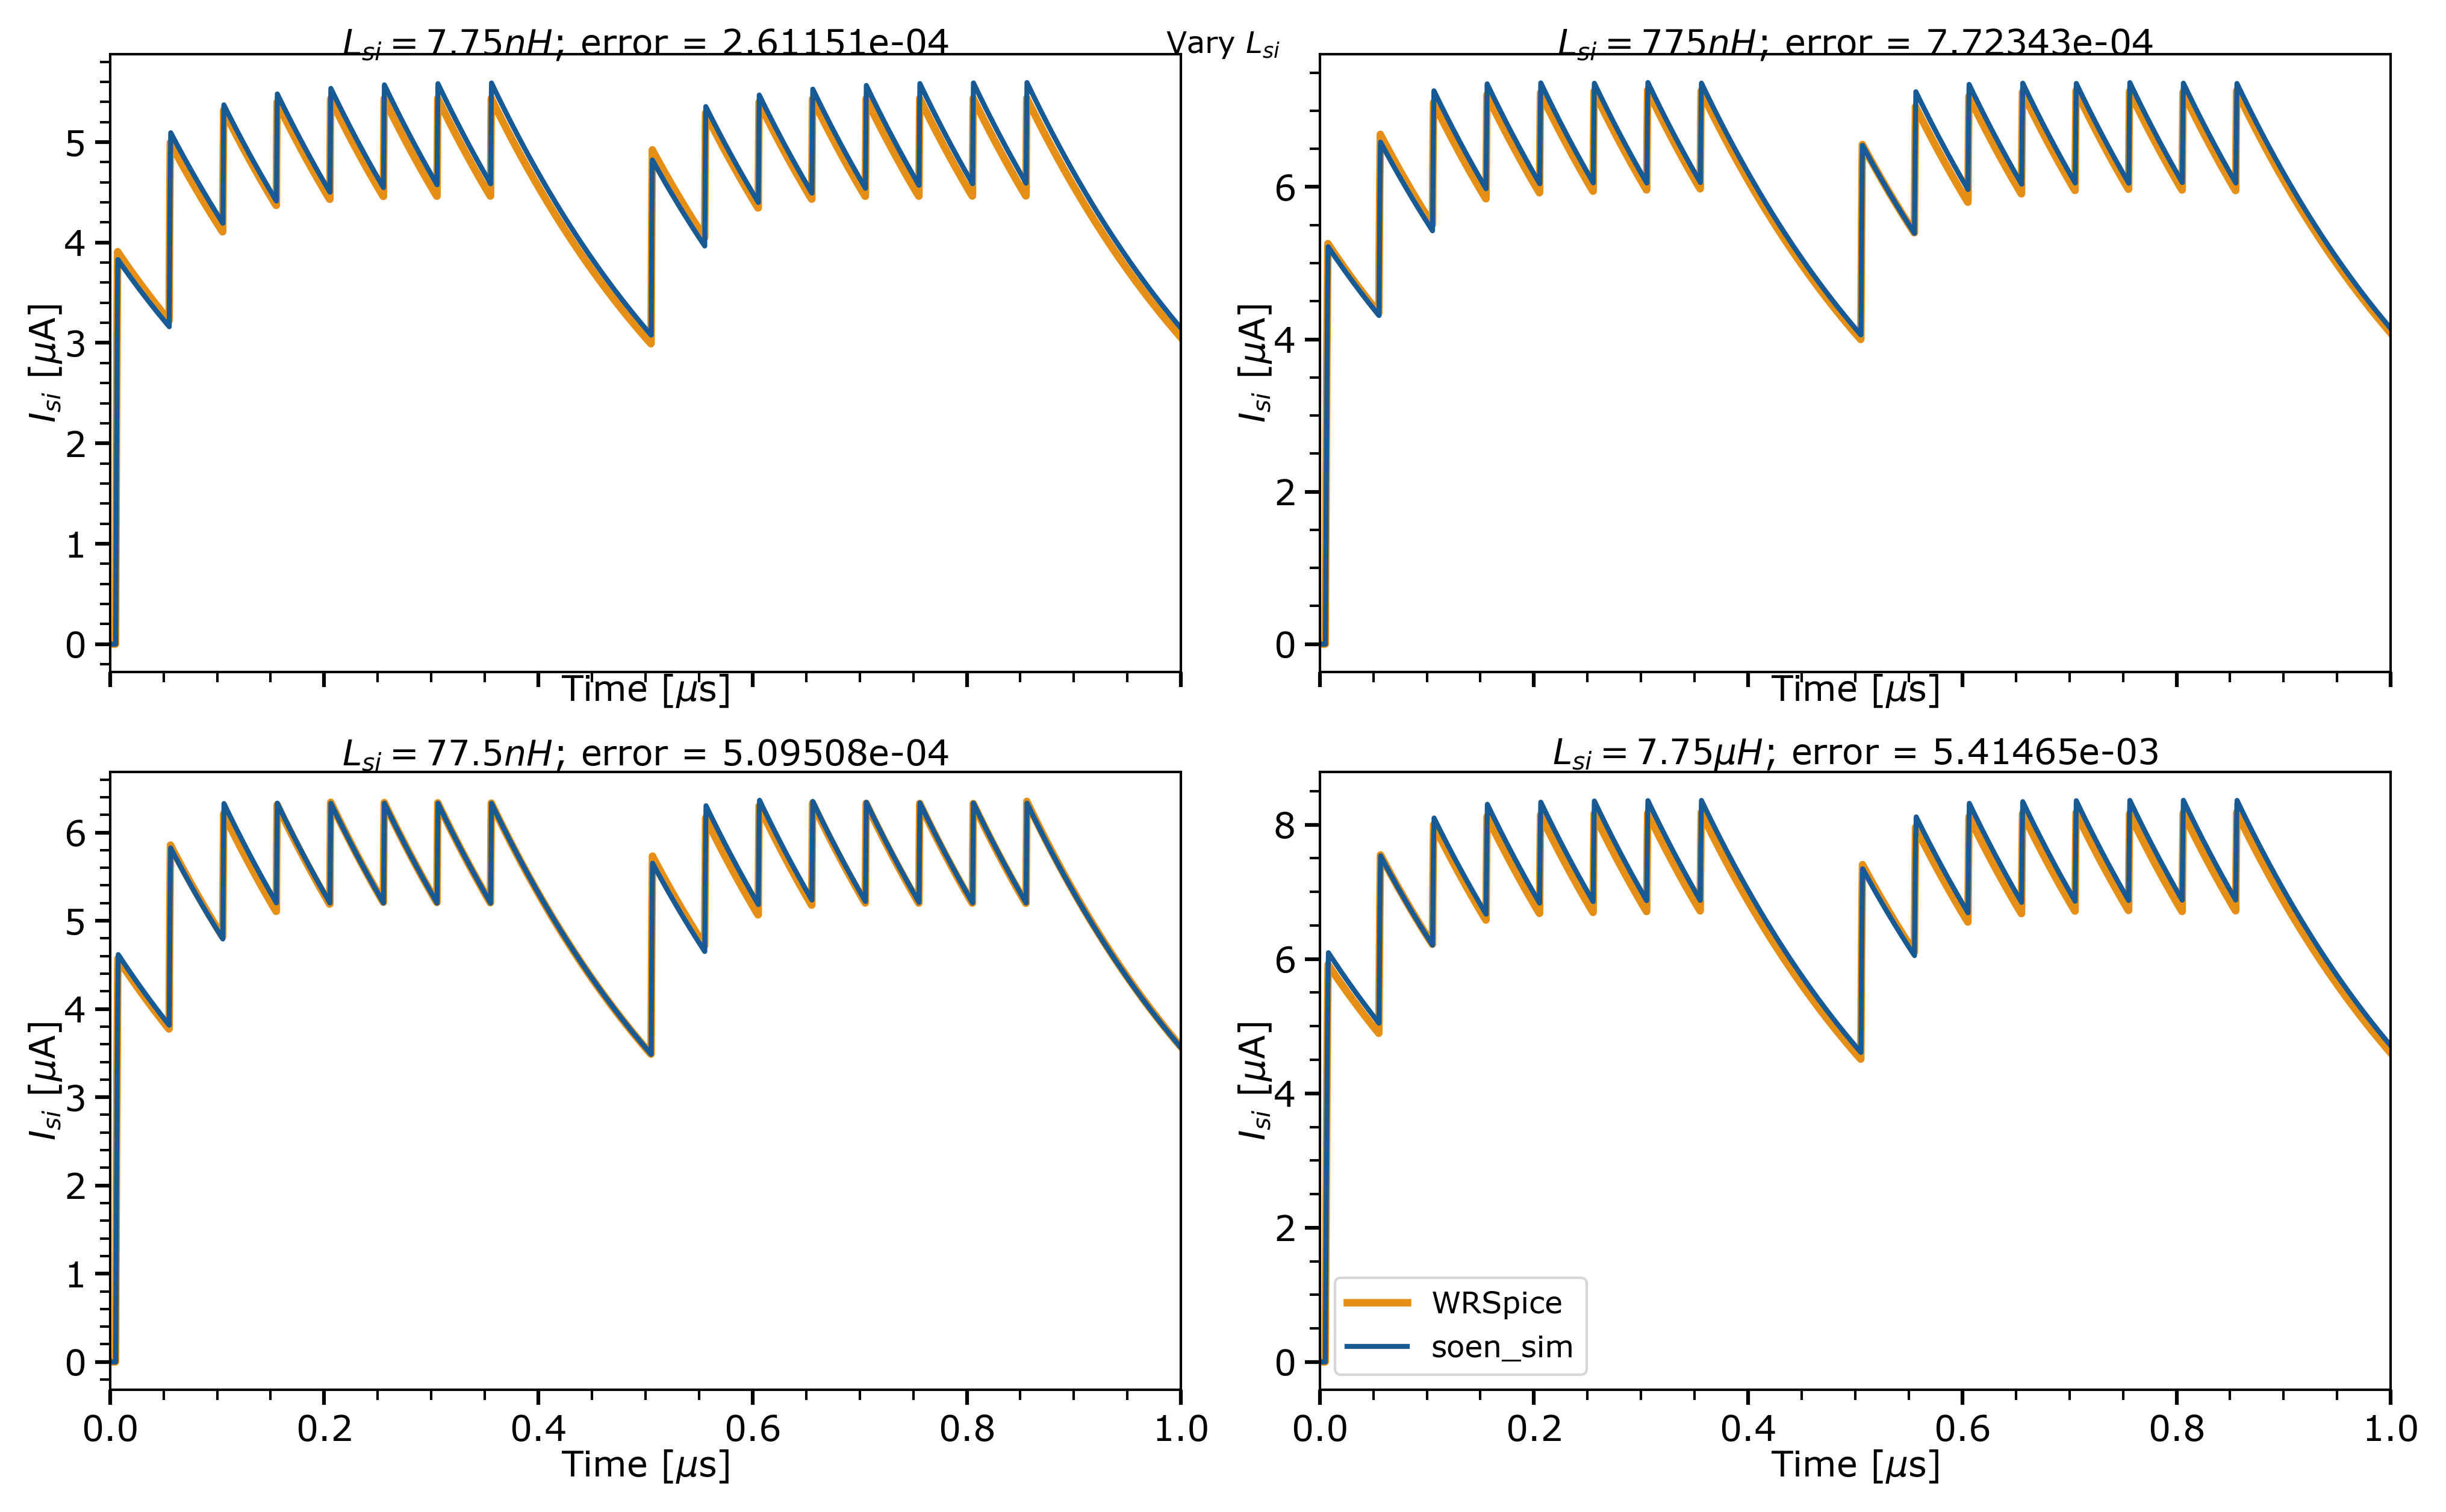 Vary L_si
L_si = 7.75nH; error = 2.61151e-04
5
4
3
2
1
0
I_si [μA]
Time [μs]
L_si = 775nH; error = 7.72343e-04
6
4
2
0
I_si [μA]
Time [μs]
L_si = 77.5nH; error = 5.09508e-04
6
5
4
3
2
1
0
I_si [μA]
0.0 0.2 0.4 0.6 0.8 1.0
Time [μs]
L_si = 7.75μH; error = 5.41465e-03
8
6
4
2
0
I_si [μA]
WRSpice
soen_sim
0.0 0.2 0.4 0.6 0.8 1.0
Time [μs]